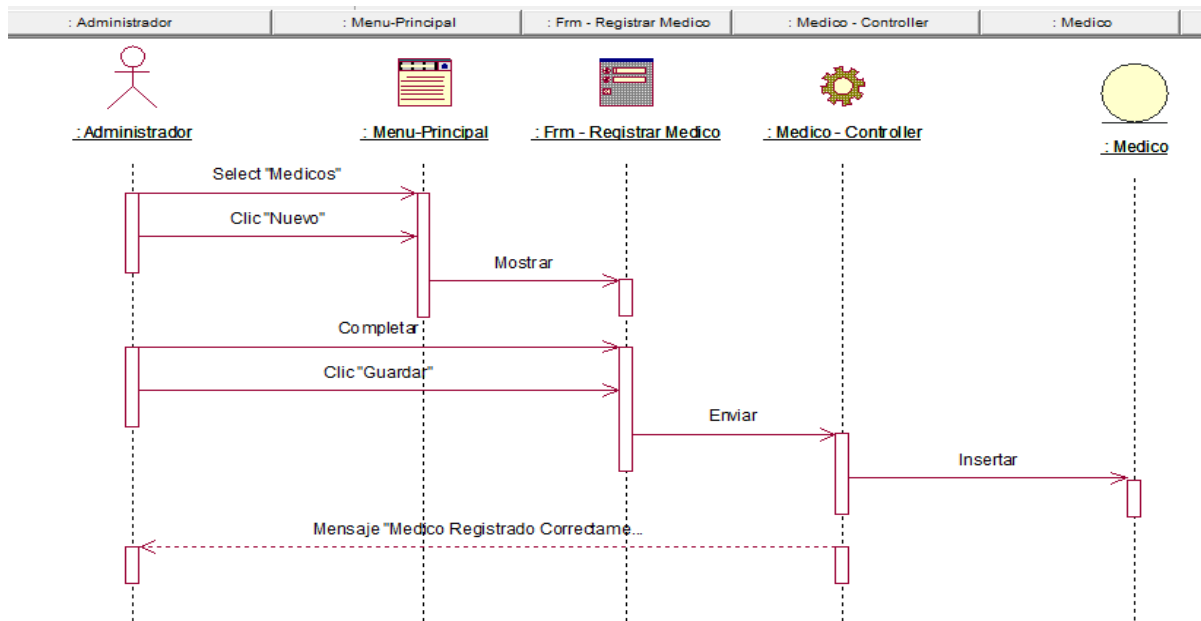 : Administrador
: Menu-Principal
: Frm - Registrar Medico
: Medico - Controller
: Medico
: Administrador
: Menu-Principal
: Frm - Registrar Medico
: Medico - Controller
: Medico
Select "Medicos"
Clic "Nuevo"
Mostrar
Completar
Clic "Guardar"
Enviar
Insertar
Mensaje "Medico Registrado Correctame...